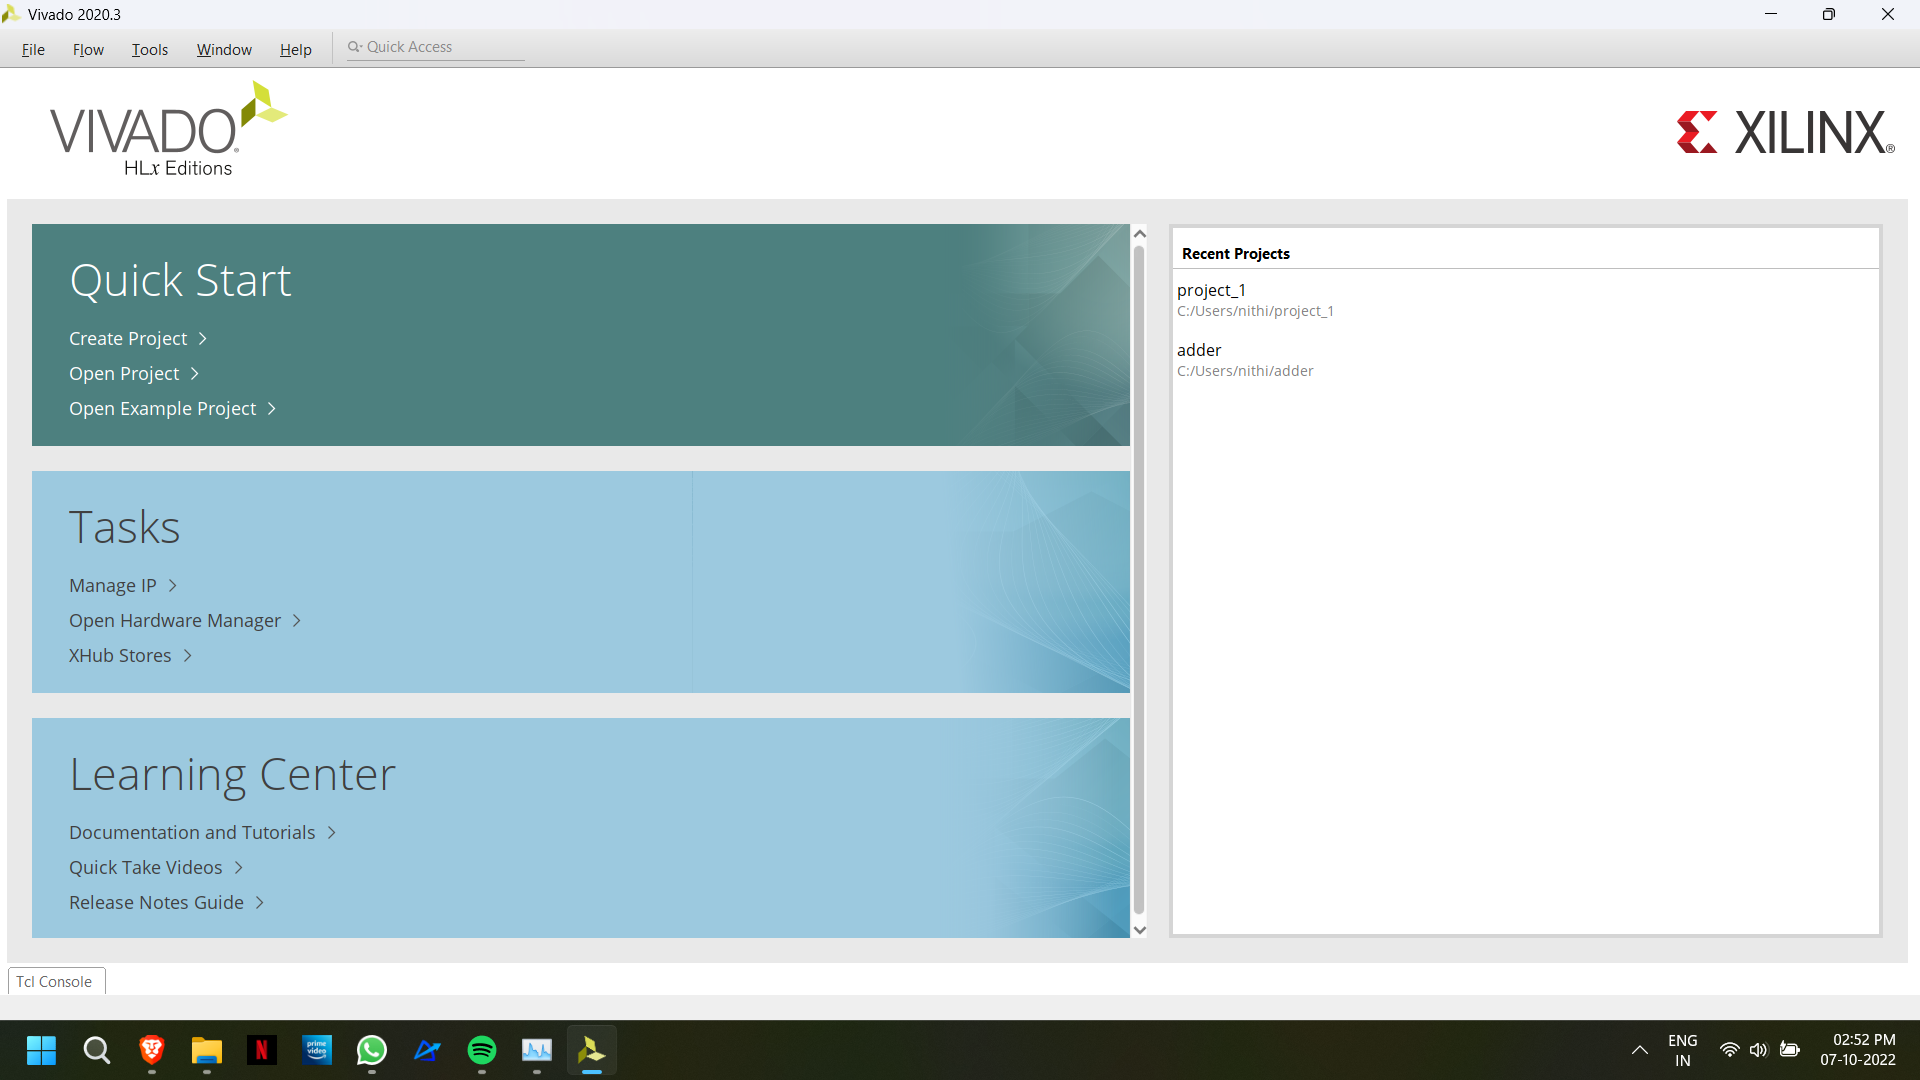 Vivado 2020.3
File Flow Tools Window Help Quick Access
VIVADO®
HLx Editions
XILINX®
Quick Start
Create Project
Open Project
Open Example Project
Tasks
Manage IP
Open Hardware Manager
XHub Stores
Learning Center
Documentation and Tutorials
Quick Take Videos
Release Notes Guide
Recent Projects
project_1
C:/Users/nithi/project_1
adder
C:/Users/nithi/adder
Tcl Console
N
prime
video
ENG
IN
02:52 PM
07-10-2022